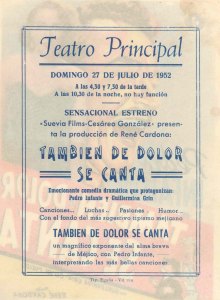 Teatro Principal
DOMINGO 27 DE JULIO DE 1952
A las 4,30 y 7,30 de la tarde
A las 10,30 de la noche, no hay función
SENSACIONAL ESTRENO
«Suevia Films-Cesáreo González» presen-
ta la producción de René Cardona:
TAMBIEN DE DOLOR
SE CANTA
Emocionante comedia dramática que protagonizan:
Pedro Infante y Guillermina Grin
Canciones... Luchas... Pasiones... Humor...
Con el fondo del más sugestivo tipismo mejicano
TAMBIEN DE DOLOR SE CANTA
un magnífico exponente del alma brava
de Méjico, con Pedro Infante,
interpretando las más bellas canciones
Tip.